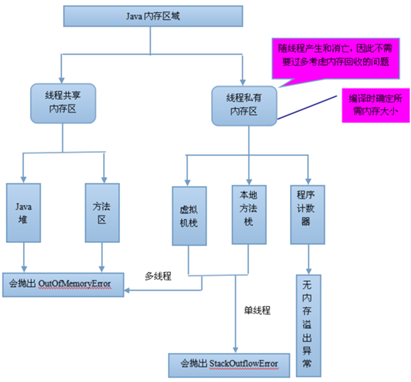 Java 内存区域
随线程产生和消亡，因此不需
要过多考虑内存回收的问题
线程共享
内存区
线程私有
内存区
编译时确定所
需内存大小
Java
堆
方法
区
虚拟
机栈
本地
方法
栈
程序
计数
器
多线程
会抛出 OutOfMemoryError
单线程
无
内
存
溢
出
异
常
会抛出 StackOutflowError